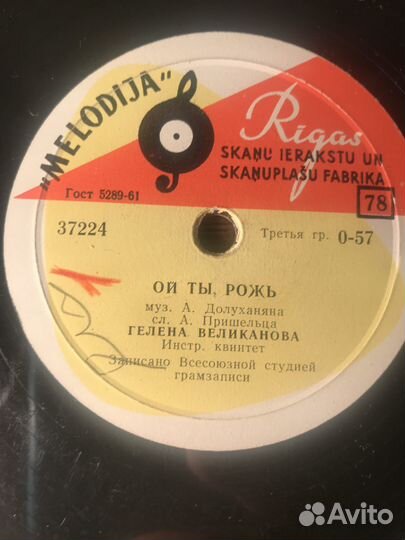 "MELODIJA"
Rīgas
SKAŅU IERAKSTU UN
SKAŅUPLAŠU FABRIKA
Гост 5289-61
78
37224
Третья гр. 0-57
ОЙ ТЫ, РОЖЬ
муз. А. Долуханяна
сл. А. Пришельца
ГЕЛЕНА ВЕЛИКАНОВА
Инстр. квинтет
Записано Всесоюзной студией
грамзаписи
Avito